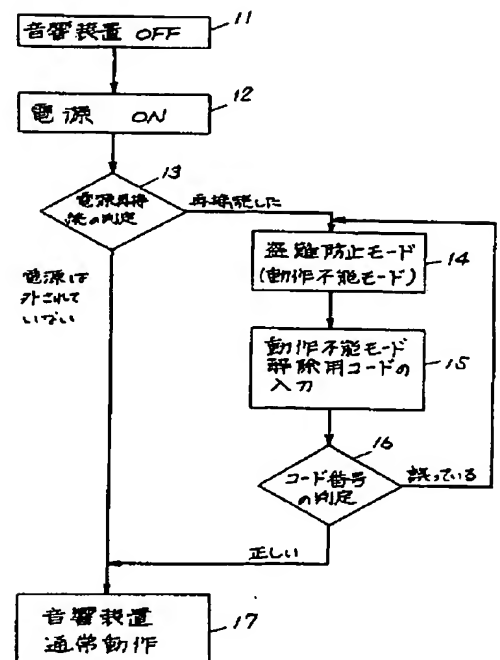 音響装置 OFF
11
電源 ON
12
13
電源再接
続の判定
再接続した
電源は
外されて
いない
盗難防止モード
(動作不能モード)
14
動作不能モード
解除用コードの
入力
15
16
コード番号
の判定
誤っている
正しい
音響装置
通常動作
17